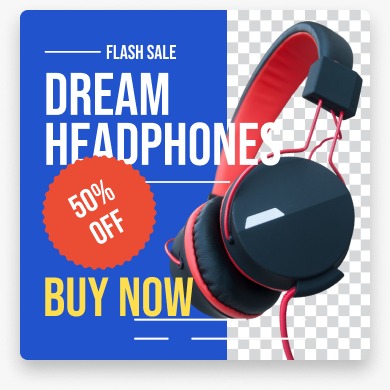 FLASH SALE
DREAM
HEADPHONES
50%
OFF
BUY NOW